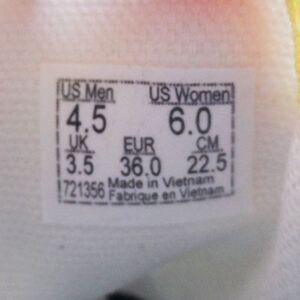 US Men US Women
4.5 6.0
UK EUR CM
3.5 36.0 22.5
721356 Made in Vietnam
Fabrique en Vietnam